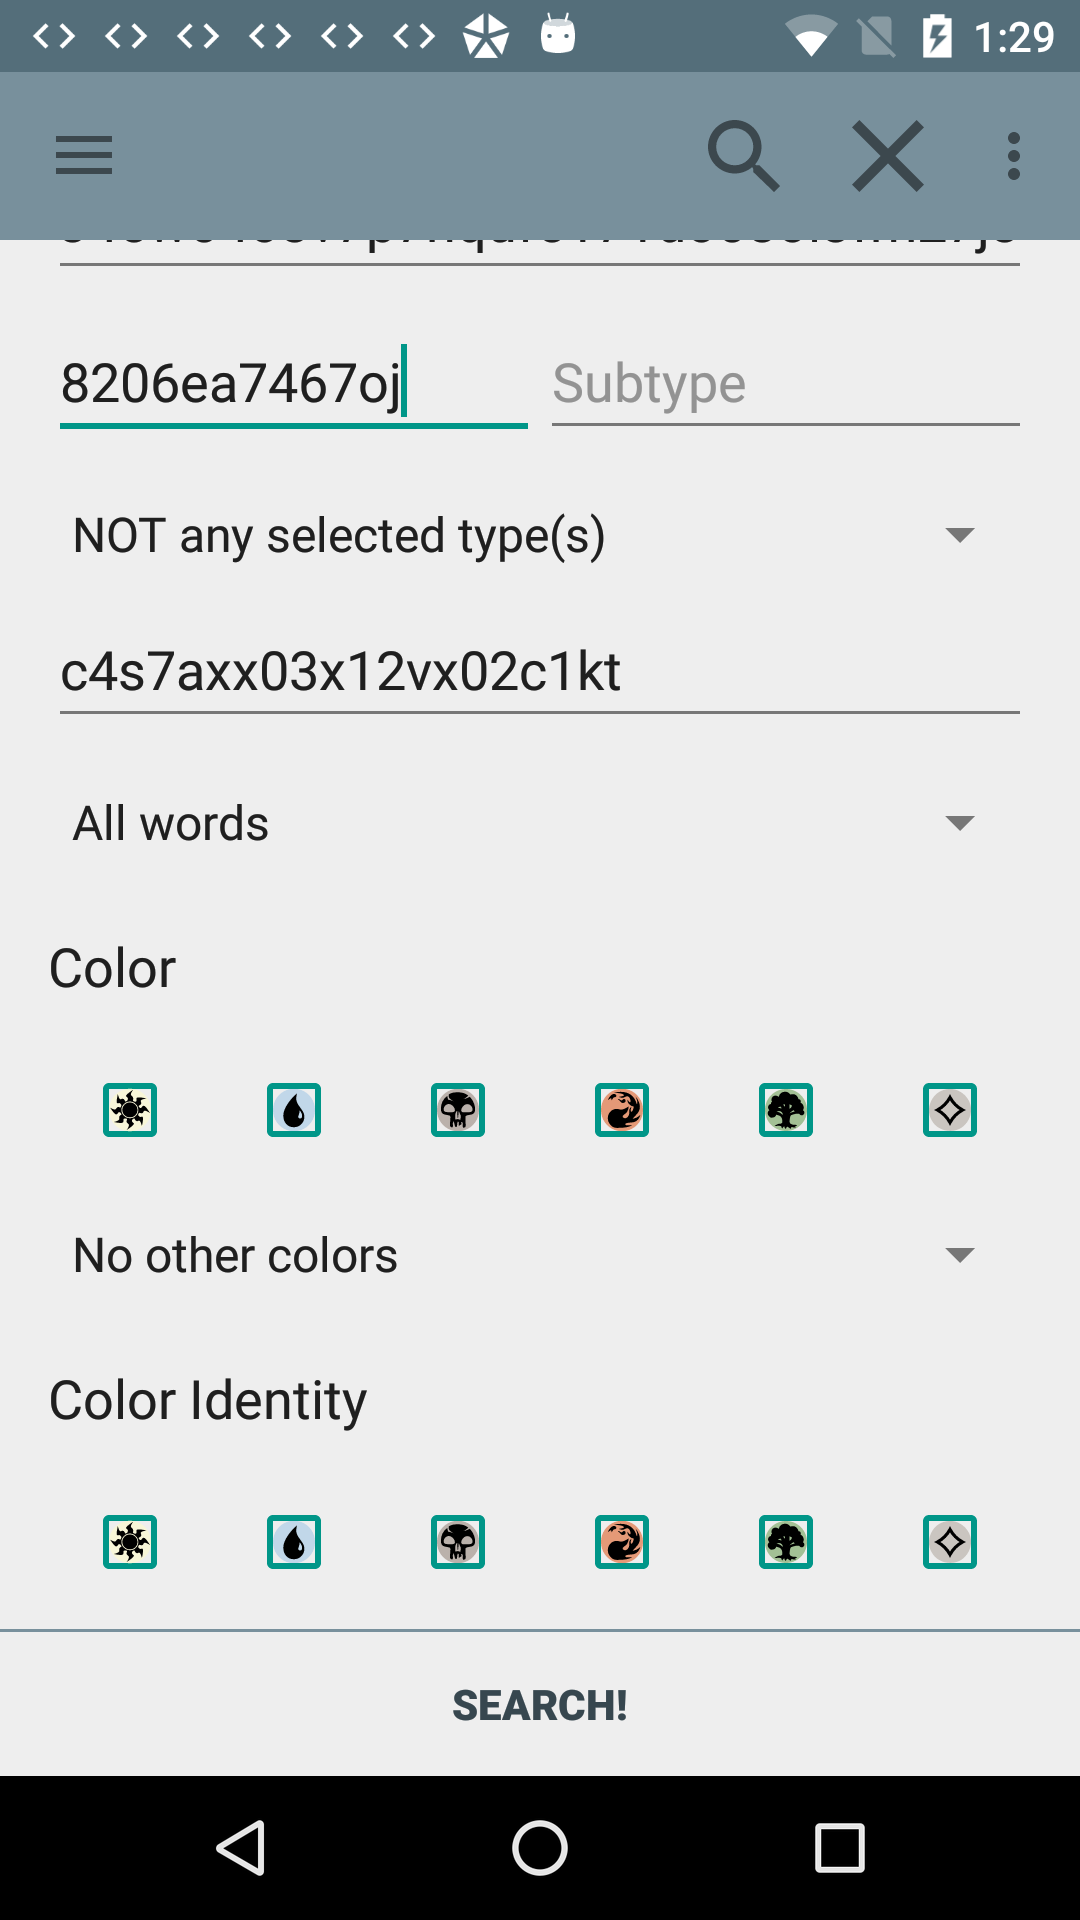 1:29
8206ea7467oj
Subtype
NOT any selected type(s)
c4s7axx03x12vx02c1kt
All words
Color
No other colors
Color Identity
SEARCH!